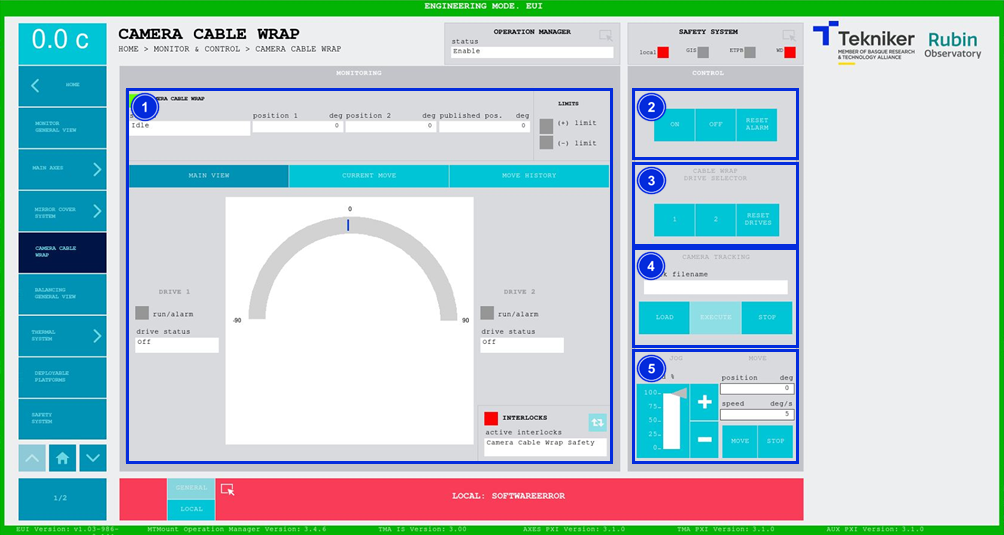 ENGINEERING MODE. EUI
0.0 c
CAMERA CABLE WRAP
HOME > MONITOR & CONTROL > CAMERA CABLE WRAP
OPERATION MANAGER
status
Enable
SAFETY SYSTEM
local
GIS
ETPB
WD
Tekniker
MEMBER OF BASQUE RESEARCH
& TECHNOLOGY ALLIANCE
Rubin
Observatory
HOME
MONITOR
GENERAL VIEW
MAIN AXES
MIRROR COVER
SYSTEM
CAMERA CABLE
WRAP
BALANCING
GENERAL VIEW
THERMAL
SYSTEM
DEPLOYABLE
PLATFORMS
SAFETY
SYSTEM
1/2
MONITORING
1
CABLE WRAP
Idle
position 1 deg
0
position 2 deg
0
published pos. deg
0
LIMITS
(+) limit
(-) limit
MAIN VIEW
CURRENT MOVE
MOVE HISTORY
0
-90
90
DRIVE 1
run/alarm
drive status
Off
DRIVE 2
run/alarm
drive status
Off
INTERLOCKS
active interlocks
Camera Cable Wrap Safety
CONTROL
2
ON
OFF
RESET
ALARM
3
CABLE WRAP
DRIVE SELECTOR
1
2
RESET
DRIVES
4
CAMERA TRACKING
filename
LOAD
EXECUTE
STOP
5
JOG
%
100.
75.
50.
25.
0.
+
-
MOVE
position deg
0
speed deg/s
5
MOVE
STOP
GENERAL
LOCAL
LOCAL: SOFTWAREERROR
EUI Version: v1.03-986-
MTMount Operation Manager Version: 3.4.6
TMA IS Version: 3.00
AXES PXI Version: 3.1.0
TMA PXI Version: 3.1.0
AUX PXI Version: 3.1.0